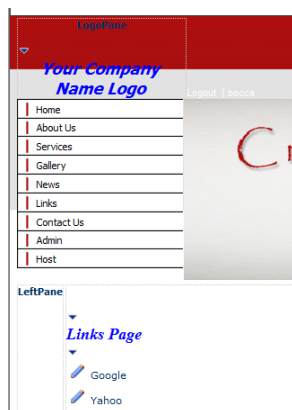 LogoPane
Your Company
Name Logo
Logout | becca
Home
About Us
Services
Gallery
News
Links
Contact Us
Admin
Host
LeftPane
Links Page
Google
Yahoo